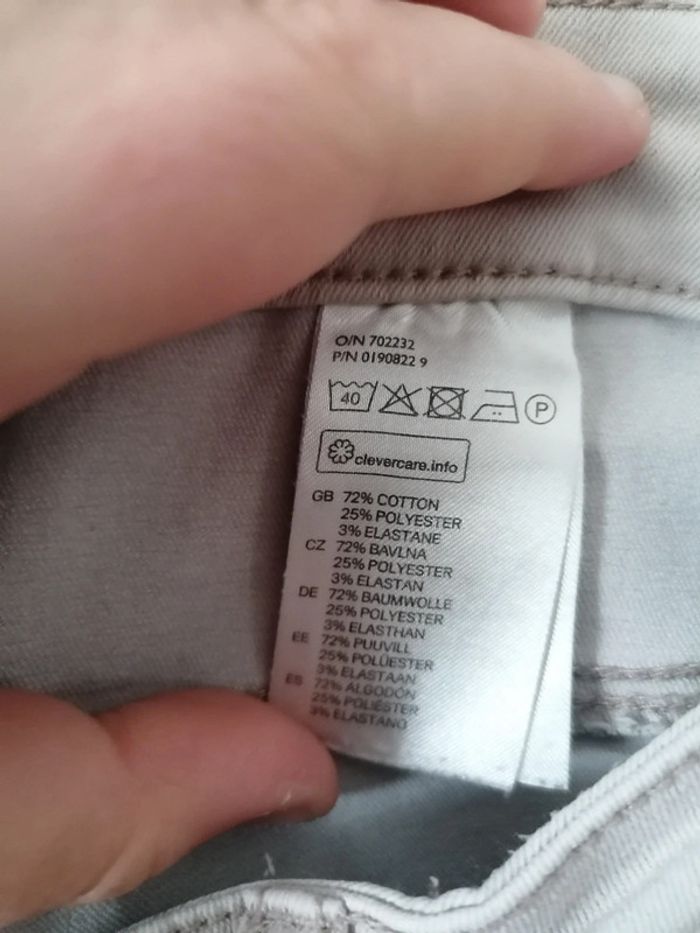 O/N 702232
P/N 0190822 9
40 P
clevercare.info
GB 72% COTTON
25% POLYESTER
3% ELASTANE
CZ 72% BAVLNA
25% POLYESTER
3% ELASTAN
DE 72% BAUMWOLLE
25% POLYESTER
3% ELASTHAN
EE 72% PUUVILL
25% POLÜESTER
3% ELASTAAN
ES 72% ALGODÓN
25% POLIÉSTER
3% ELASTANO